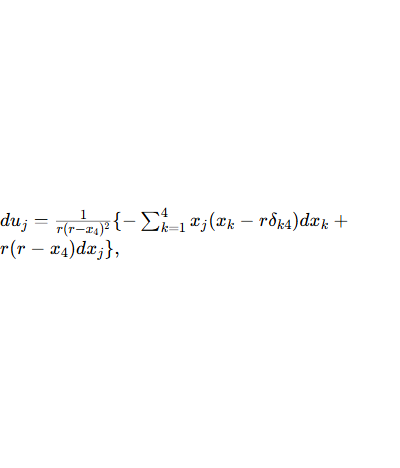 $du_j = \frac{1}{r(r-x_4)^2}\{-\sum_{k=1}^{4} x_j(x_k - r\delta_{k4})dx_k +$
$r(r-x_4)dx_j\},$